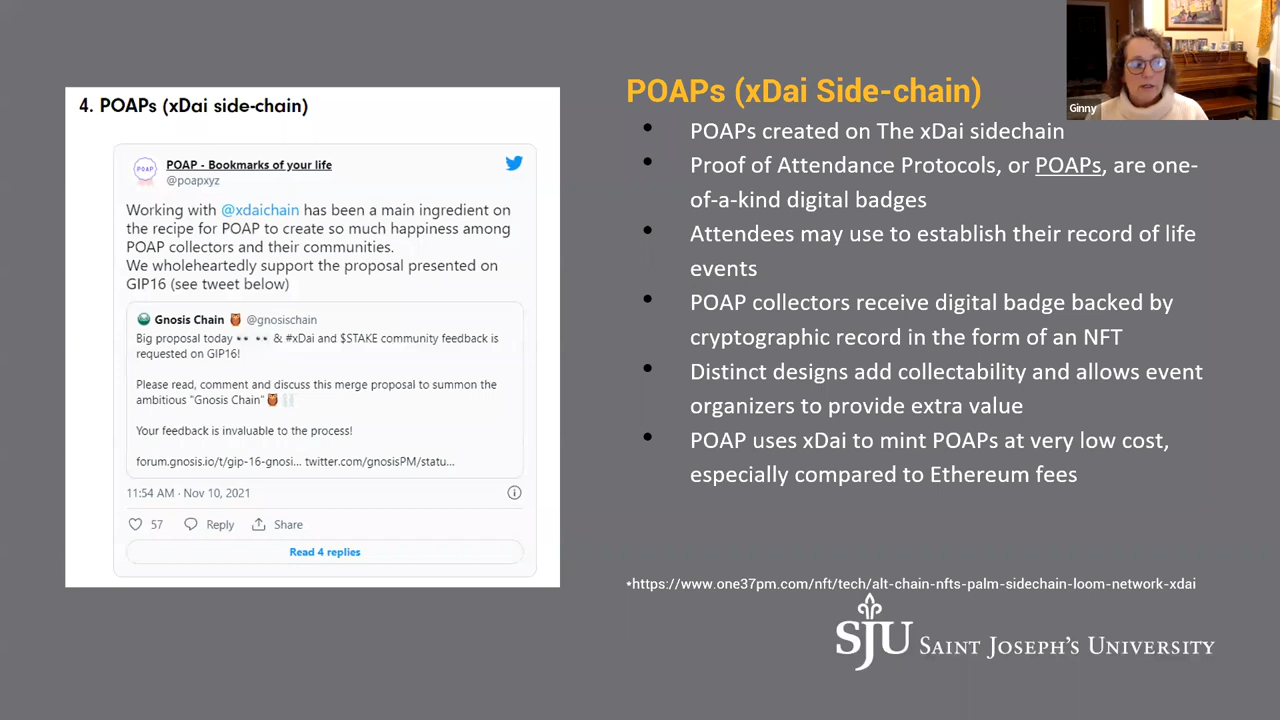 4. POAPs (xDai side-chain)
POAP
POAP - Bookmarks of your life
@poapxyz
Working with @xdaichain has been a main ingredient on
the recipe for POAP to create so much happiness among
POAP collectors and their communities.
We wholeheartedly support the proposal presented on
GIP16 (see tweet below)
Gnosis Chain 🦉 @gnosischain
Big proposal today 👀 👀 & #xDai and $STAKE community feedback is
requested on GIP16!
Please read, comment and discuss this merge proposal to summon the
ambitious "Gnosis Chain"🦉
Your feedback is invaluable to the process!
forum.gnosis.io/t/gip-16-gnosi... twitter.com/gnosisPM/statu...
11:54 AM · Nov 10, 2021
57 Reply Share
Read 4 replies
POAPs (xDai Side-chain)
• POAPs created on The xDai sidechain
• Proof of Attendance Protocols, or POAPs, are one-
of-a-kind digital badges
• Attendees may use to establish their record of life
events
• POAP collectors receive digital badge backed by
cryptographic record in the form of an NFT
• Distinct designs add collectability and allows event
organizers to provide extra value
• POAP uses xDai to mint POAPs at very low cost,
especially compared to Ethereum fees
*https://www.one37pm.com/nft/tech/alt-chain-nfts-palm-sidechain-loom-network-xdai
SJU SAINT JOSEPH'S UNIVERSITY
Ginny